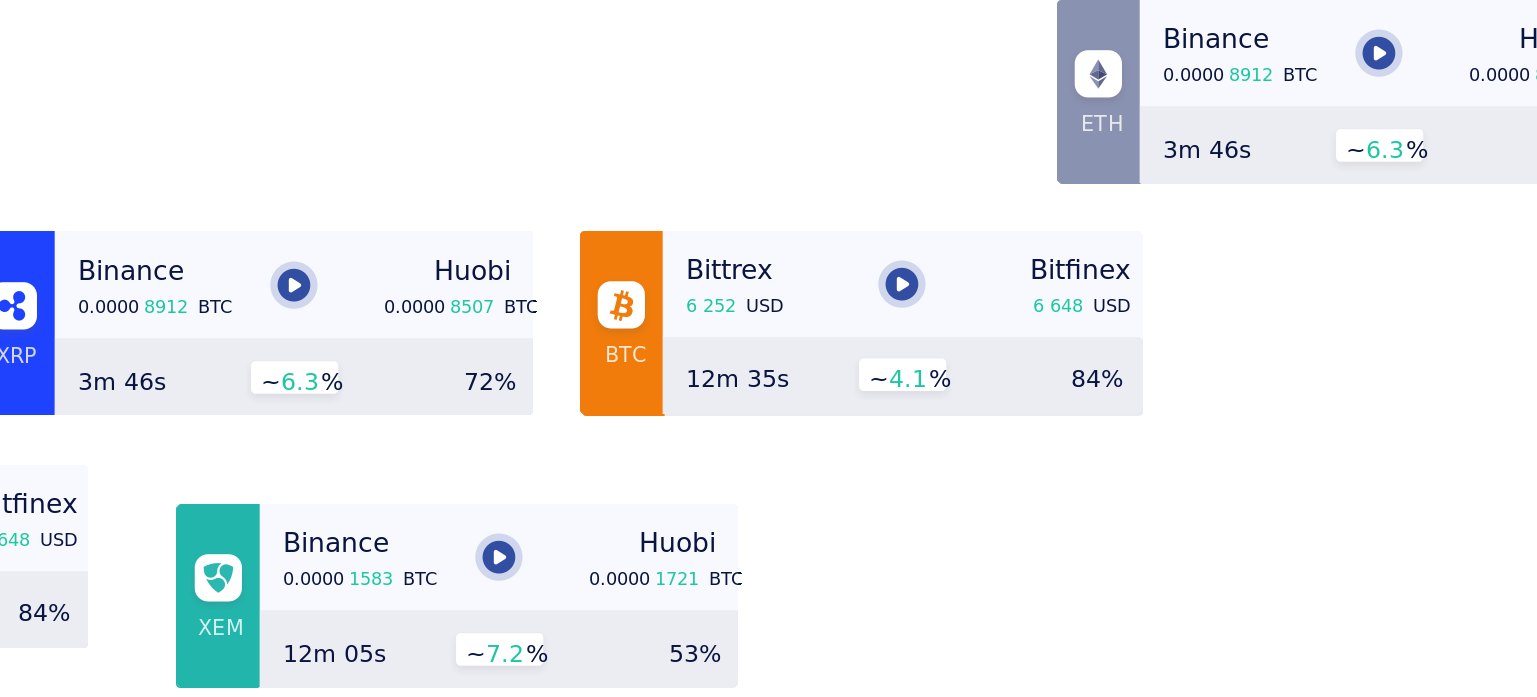 Binance H
0.0000 8912 BTC 0.0000
ETH
3m 46s ~6.3%
Binance Huobi
0.0000 8912 BTC 0.0000 8507 BTC
XRP
3m 46s ~6.3% 72%
Bittrex Bitfinex
6 252 USD 6 648 USD
BTC
12m 35s ~4.1% 84%
tfinex
648 USD
84%
Binance Huobi
0.0000 1583 BTC 0.0000 1721 BTC
XEM
12m 05s ~7.2% 53%